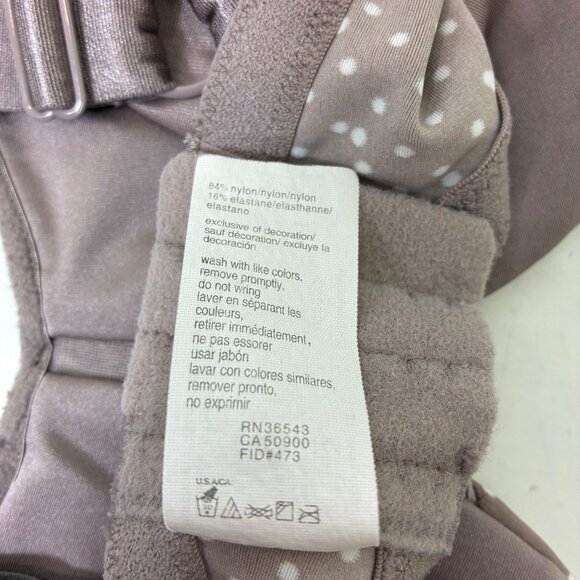 84% nylon/nylon/nylon
16% elastane/elasthanne/
elastano
exclusive of decoration/
sauf décoration/ excluye la
decoración
wash with like colors,
remove promptly,
do not wring
laver en séparant les
couleurs,
retirer immédiatement,
ne pas essorer
usar jabón
lavar con colores similares,
remover pronto,
no exprimir
RN36543
CA50900
FID#473
U.S.A/CA: